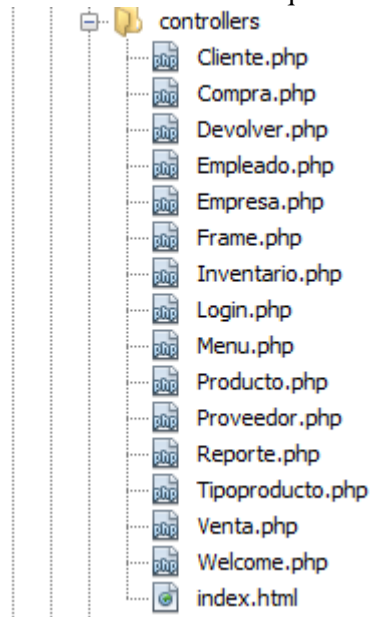 controllers
Cliente.php
Compra.php
Devolver.php
Empleado.php
Empresa.php
Frame.php
Inventario.php
Login.php
Menu.php
Producto.php
Proveedor.php
Reporte.php
Tipoproducto.php
Venta.php
Welcome.php
index.html